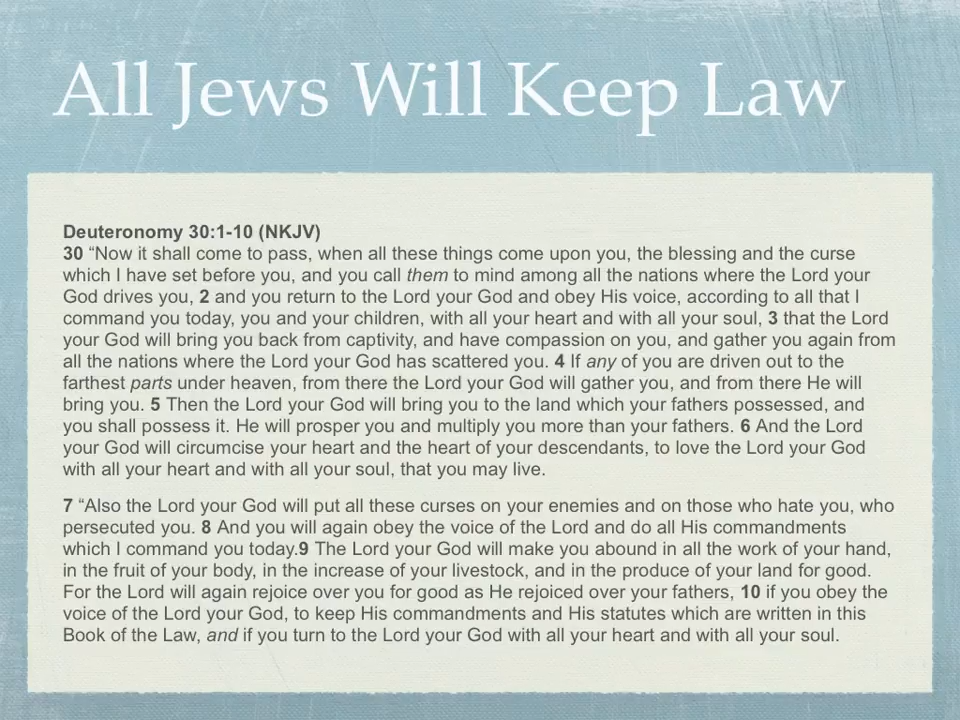 All Jews Will Keep Law
Deuteronomy 30:1-10 (NKJV)
30 “Now it shall come to pass, when all these things come upon you, the blessing and the curse
which I have set before you, and you call them to mind among all the nations where the Lord your
God drives you, 2 and you return to the Lord your God and obey His voice, according to all that I
command you today, you and your children, with all your heart and with all your soul, 3 that the Lord
your God will bring you back from captivity, and have compassion on you, and gather you again from
all the nations where the Lord your God has scattered you. 4 If any of you are driven out to the
farthest parts under heaven, from there the Lord your God will gather you, and from there He will
bring you. 5 Then the Lord your God will bring you to the land which your fathers possessed, and
you shall possess it. He will prosper you and multiply you more than your fathers. 6 And the Lord
your God will circumcise your heart and the heart of your descendants, to love the Lord your God
with all your heart and with all your soul, that you may live.
7 “Also the Lord your God will put all these curses on your enemies and on those who hate you, who
persecuted you. 8 And you will again obey the voice of the Lord and do all His commandments
which I command you today.9 The Lord your God will make you abound in all the work of your hand,
in the fruit of your body, in the increase of your livestock, and in the produce of your land for good.
For the Lord will again rejoice over you for good as He rejoiced over your fathers, 10 if you obey the
voice of the Lord your God, to keep His commandments and His statutes which are written in this
Book of the Law, and if you turn to the Lord your God with all your heart and with all your soul.